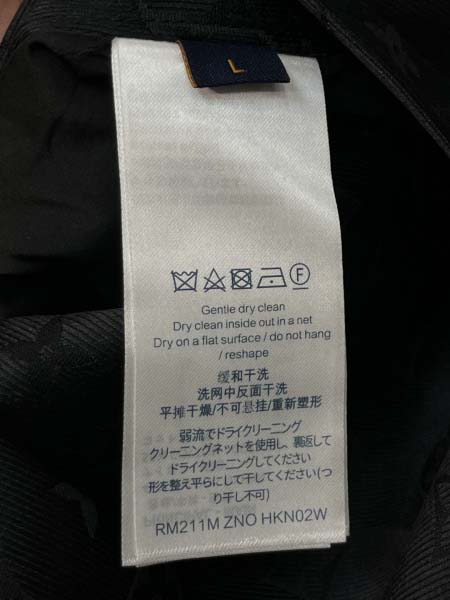 L
F
Gentle dry clean
Dry clean inside out in a net
Dry on a flat surface / do not hang
/ reshape
缓和干洗
洗网中反面干洗
平摊干燥/不可悬挂/重新塑形
弱流でドライクリーニング
クリーニングネットを使用し、裏返して
ドライクリーニングしてください
形を整え平らにして干してください(つ
り干し不可)
RM211M ZNO HKN02W